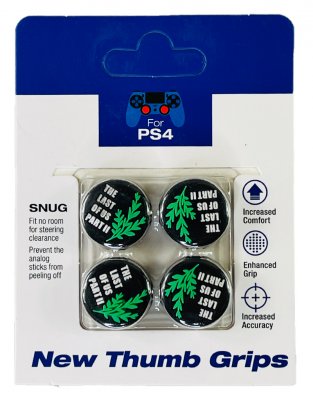 For
PS4
SNUG
Fit no room
for steering
clearance
Prevent the
analog
sticks from
peeling off
THE
LAST
OF US
PART II
THE
LAST
OF US
PART II
THE
LAST
OF US
PART II
THE
LAST
OF US
PART II
Increased
Comfort
Enhanced
Grip
Increased
Accuracy
New Thumb Grips